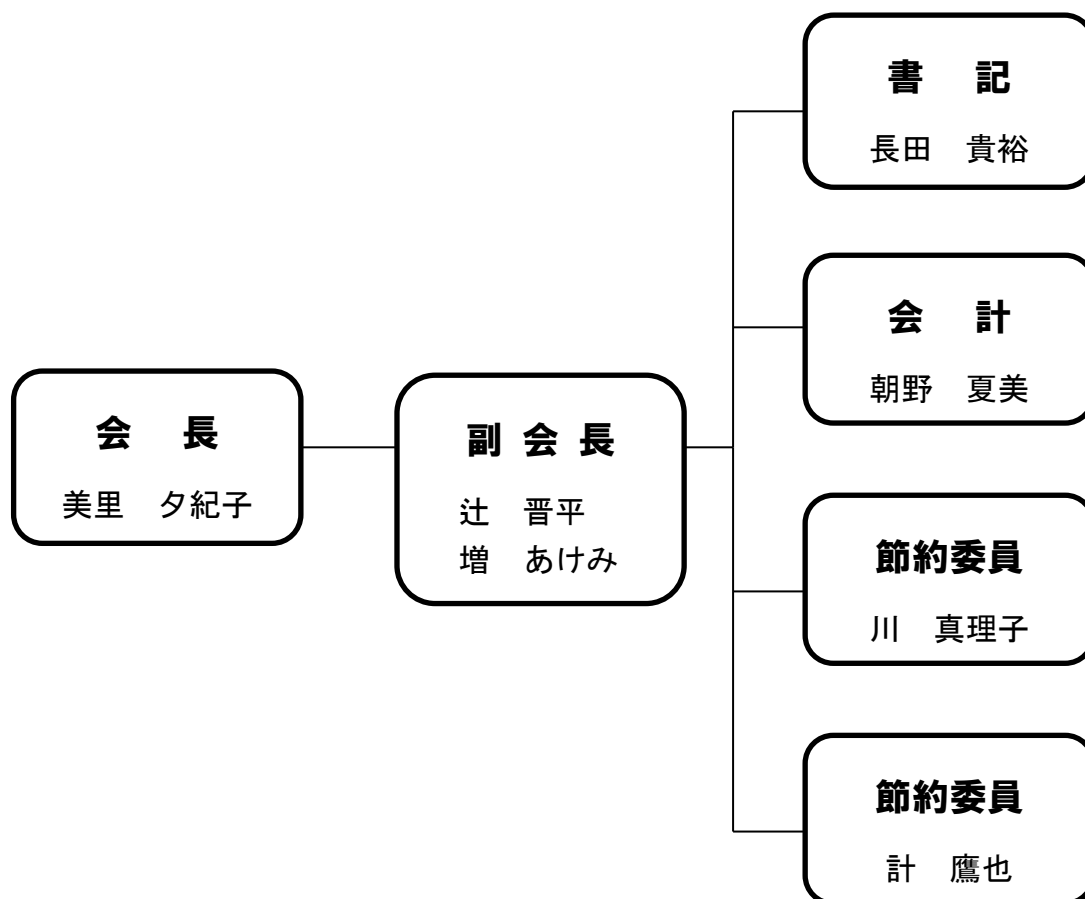 会　長
美里　夕紀子
副 会 長
辻　晋平
増　あけみ
書　記
長田　貴裕
会　計
朝野　夏美
節約委員
川　真理子
節約委員
計　鷹也